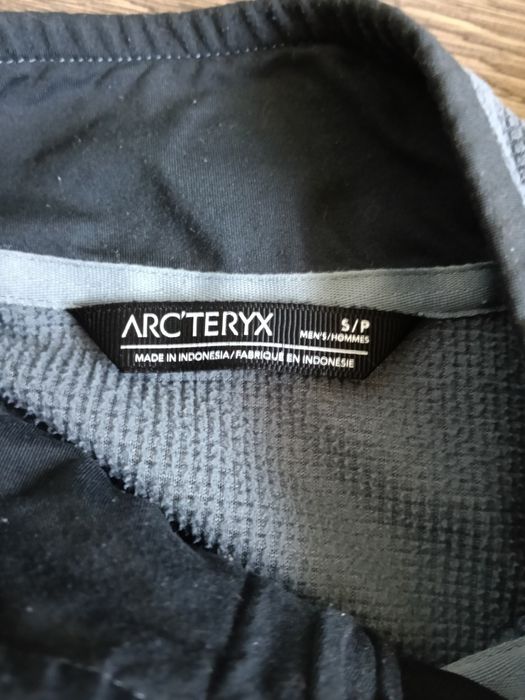 ARC'TERYX S/P
MEN'S/HOMMES
MADE IN INDONESIA/FABRIQUÉ EN INDONÉSIE